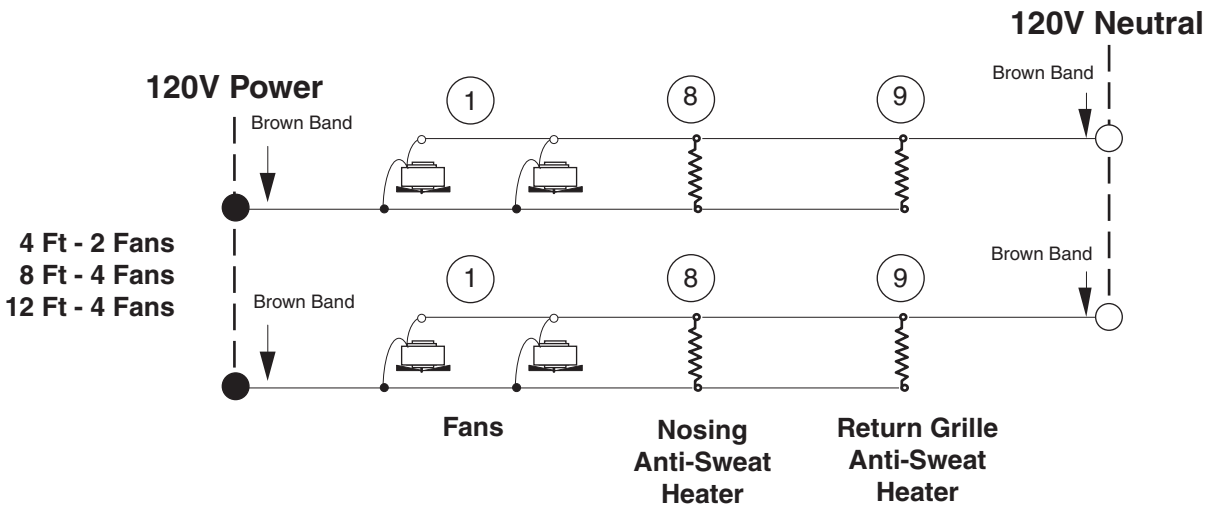 120V Neutral
120V Power
Brown Band
Brown Band
1
8
9
4 Ft - 2 Fans
8 Ft - 4 Fans
12 Ft - 4 Fans
Brown Band
Brown Band
1
8
9
Fans
Nosing
Anti-Sweat
Heater
Return Grille
Anti-Sweat
Heater